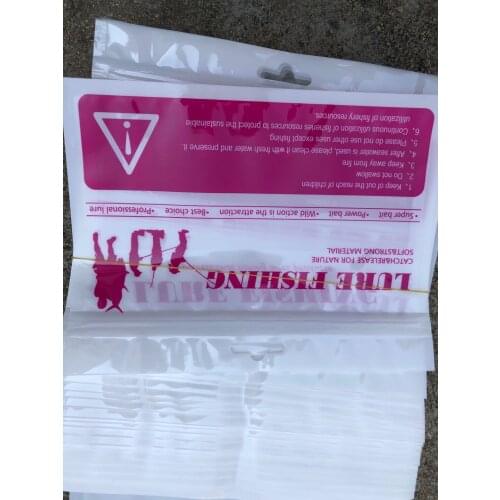 LURE FISHING
CATCH&RELEASE FOR NATURE
SOFT&STRONG MATERIAL
•Super bait •Power bait •Wild action is the attraction •Best choice •Professional lure
1、Keep of out the reach of children
2、Do not swallow
3、Keep away from fire
4、After seawater is used, please clean it with fresh water and preserve it.
5、Please do not use other use except fishing
6、Continuous utilization of fisheries resources to protect the sustainable
utilization of fishery resources.